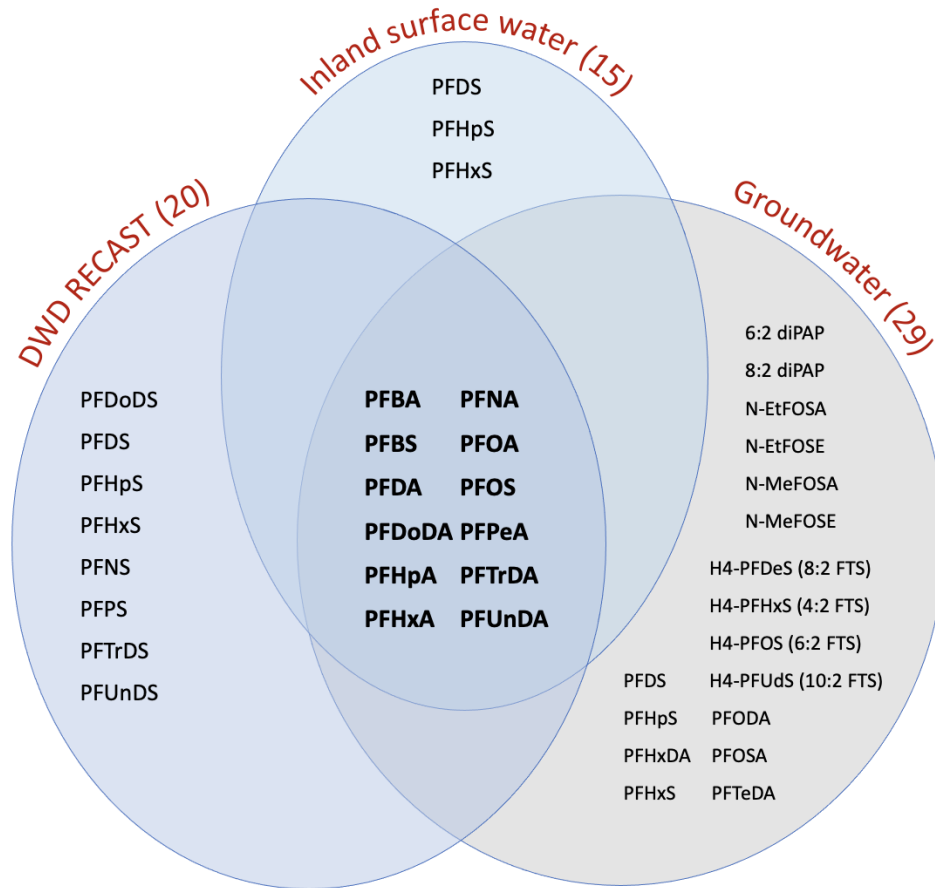 Inland surface water (15)
PFDS
PFHpS
PFHxS
DWD RECAST (20)
PFDoDS
PFDS
PFHpS
PFHxS
PFNS
PFPS
PFTrDS
PFUnDS
PFBA PFNA
PFBS PFOA
PFDA PFOS
PFDoDA PFPeA
PFHpA PFTrDA
PFHxA PFUnDA
Groundwater (29)
6:2 diPAP
8:2 diPAP
N-EtFOSA
N-EtFOSE
N-MeFOSA
N-MeFOSE
H4-PFDeS (8:2 FTS)
H4-PFHxS (4:2 FTS)
H4-PFOS (6:2 FTS)
PFDS H4-PFUdS (10:2 FTS)
PFHpS PFODA
PFHxDA PFOSA
PFHxS PFTeDA